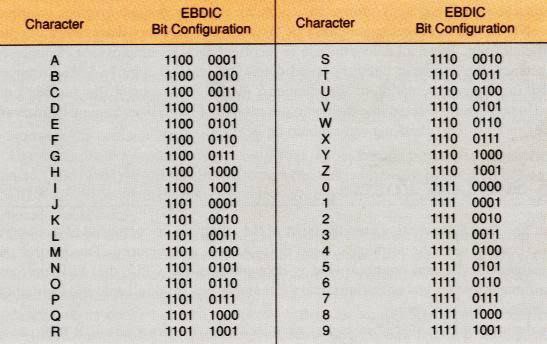 Character EBDIC Bit Configuration Character EBDIC Bit Configuration
A 1100 0001 S 1110 0010
B 1100 0010 T 1110 0011
C 1100 0011 U 1110 0100
D 1100 0100 V 1110 0101
E 1100 0101 W 1110 0110
F 1100 0110 X 1110 0111
G 1100 0111 Y 1110 1000
H 1100 1000 Z 1110 1001
I 1100 1001 0 1111 0000
J 1101 0001 1 1111 0001
K 1101 0010 2 1111 0010
L 1101 0011 3 1111 0011
M 1101 0100 4 1111 0100
N 1101 0101 5 1111 0101
O 1101 0110 6 1111 0110
P 1101 0111 7 1111 0111
Q 1101 1000 8 1111 1000
R 1101 1001 9 1111 1001